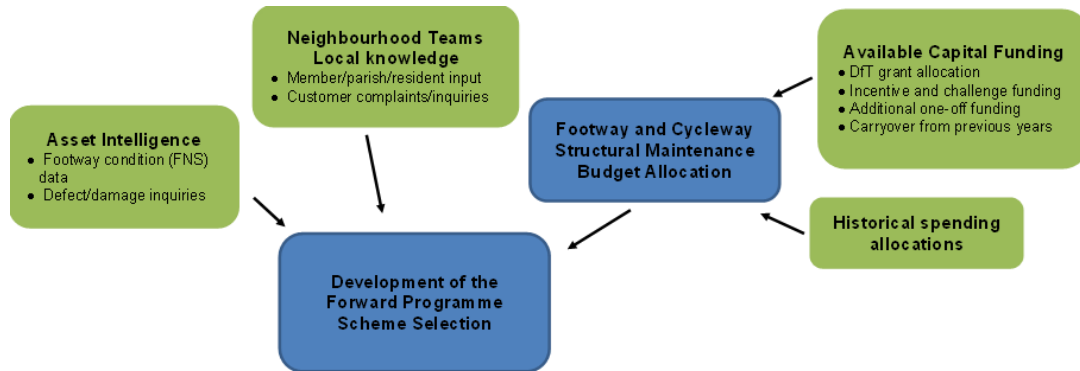 Neighbourhood Teams
Local knowledge
● Member/parish/resident input
● Customer complaints/inquiries
Available Capital Funding
● DfT grant allocation
● Incentive and challenge funding
● Additional one-off funding
● Carryover from previous years
Asset Intelligence
● Footway condition (FNS)
data
● Defect/damage inquiries
Footway and Cycleway
Structural Maintenance
Budget Allocation
Historical spending
allocations
Development of the
Forward Programme
Scheme Selection